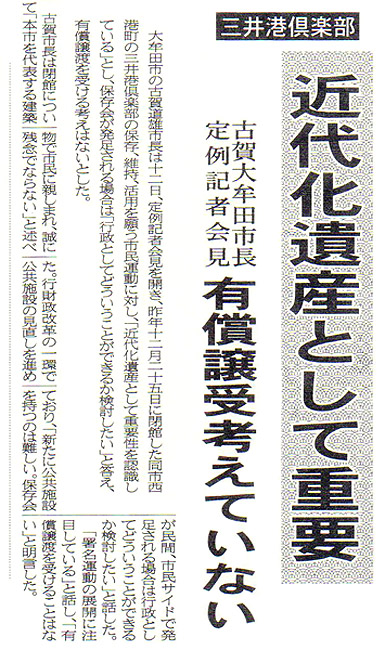 三井港倶楽部
近代化遺産として重要
古賀大牟田市長
定例記者会見
有償譲受考えていない
大牟田市の古賀道雄市長は十二日、定例記者会見を開き、昨年十二月二十五日に閉館した同市西
港町の三井港倶楽部の保存、維持、活用を願う市民運動に対し、「近代化遺産として重要性を認識し
ている」とし、保存会が発足される場合は「行政としてどういうことができるか検討したい」と答え、
有償譲渡を受ける考えはないとした。
古賀市長は閉館につい
て「本市を代表する建築
物で市民に親しまれ、誠に
残念でならない」と述べ
た。行財政改革の一環で
公共施設の見直しを進め
ており、「新たに公共施設
を持つのは難しい。保存会
が民間、市民サイドで発
足される場合は行政とし
てどういうことができる
か検討したい」と話した。
「署名運動の展開に注
目している」と話し、「有
償譲渡を受けることはな
い」と明言した。